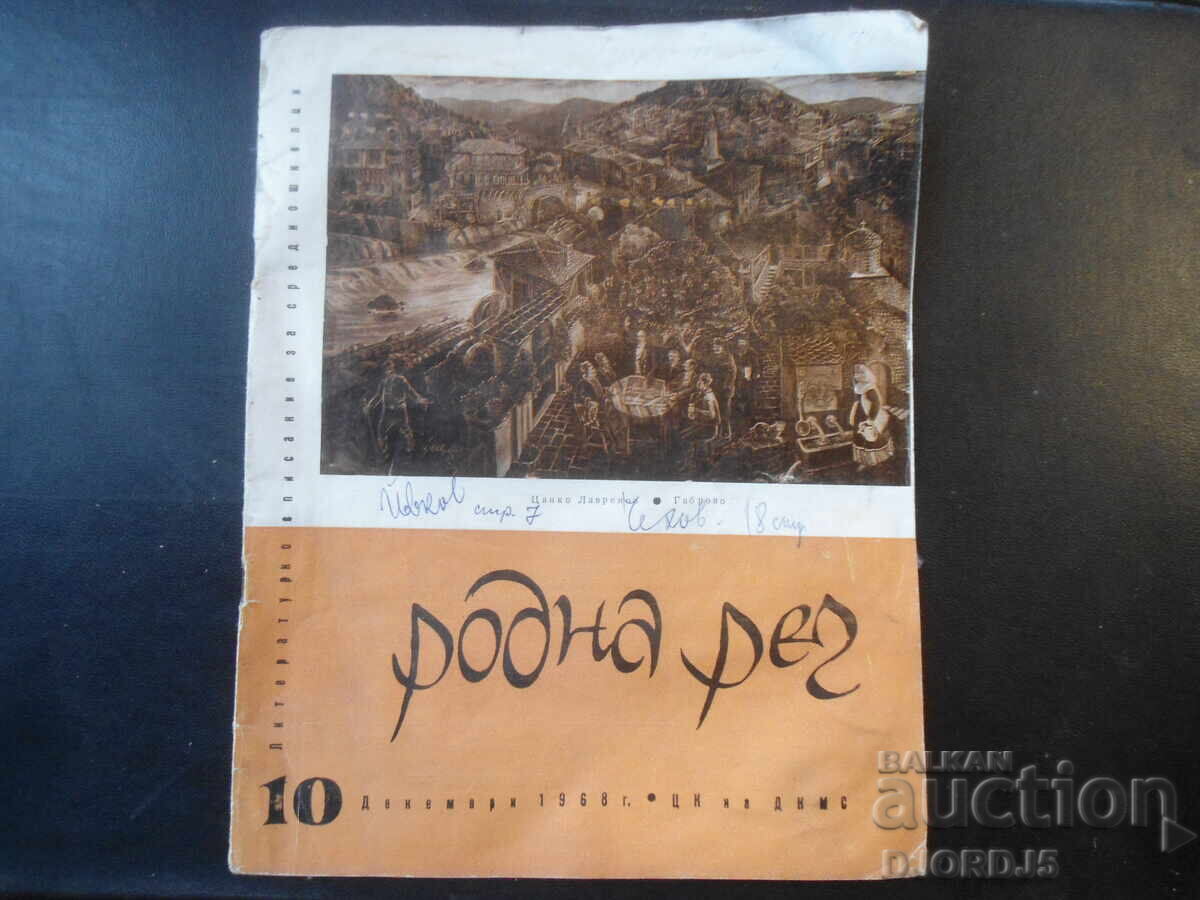 Литературно списание за средношколци
Цанко Лавренов • Габрово
Йовков стр. 7 Чехов - 18 стр
родна реч
10 Декември 1968 г. • ЦК на ДКМС
BALKAN
auction
D1ORDJ5